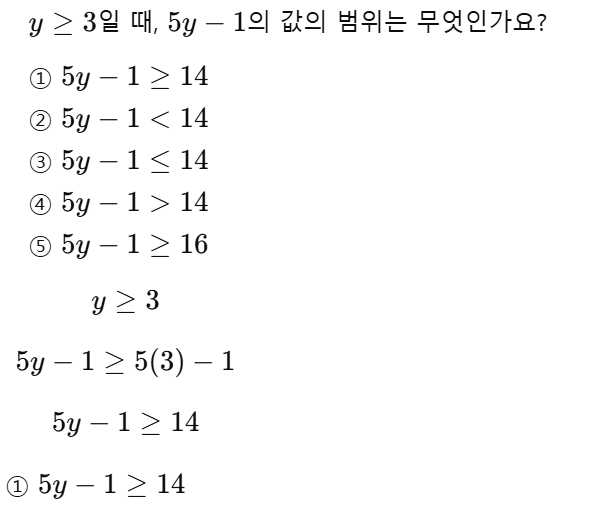 y ≥ 3일 때, 5y − 1의 값의 범위는 무엇인가요?
① 5y − 1 ≥ 14
② 5y − 1 < 14
③ 5y − 1 ≤ 14
④ 5y − 1 > 14
⑤ 5y − 1 ≥ 16
y ≥ 3
5y − 1 ≥ 5(3) − 1
5y − 1 ≥ 14
① 5y − 1 ≥ 14